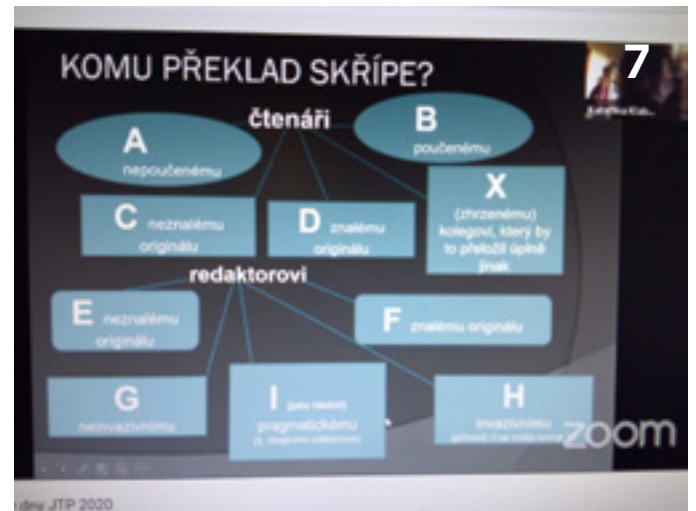 KOMU PŘEKLAD SKŘÍPE?
7
čtenáři
A
nepoučenému
B
poučenému
C neznalému
originálu
D znalému
originálu
X
(zhrzenému)
kolegovi, který by
to přeložil úplně
jinak
redaktorovi
E neznalému
originálu
F znalému originálu
G
neinvazivnímu
I
pragmatickému
H
invazivnímu
zoom
dny JTP 2020